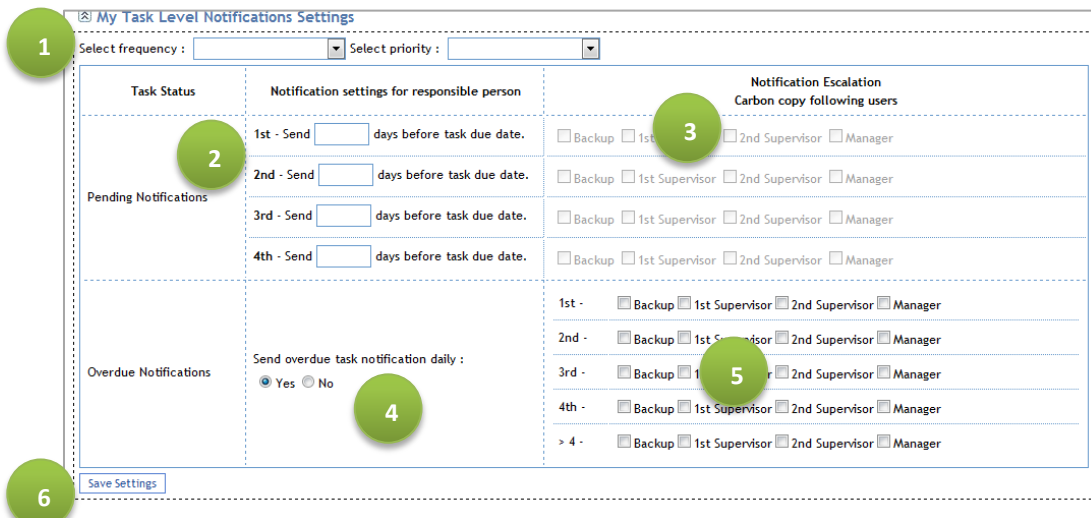 My Task Level Notifications Settings
1 Select frequency : Select priority :
Task Status Notification settings for responsible person Notification Escalation
Carbon copy following users
Pending Notifications
2
1st - Send days before task due date. Backup 1st 3 2nd Supervisor Manager
2nd - Send days before task due date. Backup 1st Supervisor 2nd Supervisor Manager
3rd - Send days before task due date. Backup 1st Supervisor 2nd Supervisor Manager
4th - Send days before task due date. Backup 1st Supervisor 2nd Supervisor Manager
Overdue Notifications
Send overdue task notification daily :
Yes No
4
1st - Backup 1st Supervisor 2nd Supervisor Manager
2nd - Backup 1st Supervisor 2nd Supervisor Manager
3rd - Backup 5 2nd Supervisor Manager
4th - Backup 1st Supervisor 2nd Supervisor Manager
> 4 - Backup 1st Supervisor 2nd Supervisor Manager
6 Save Settings